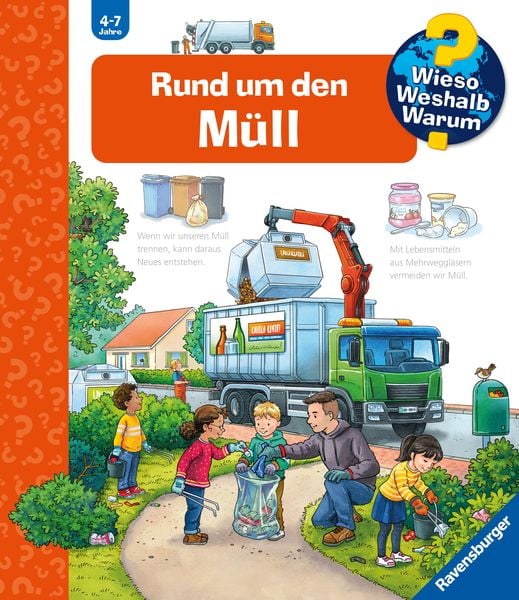 4-7
Jahre
Rund um den
Müll
?
Wieso
Weshalb
Warum
Wenn wir unseren Müll
trennen, kann daraus
Neues entstehen.
Mit Lebensmitteln
aus Mehrweggläsern
vermeiden wir Müll.
Ravensburger